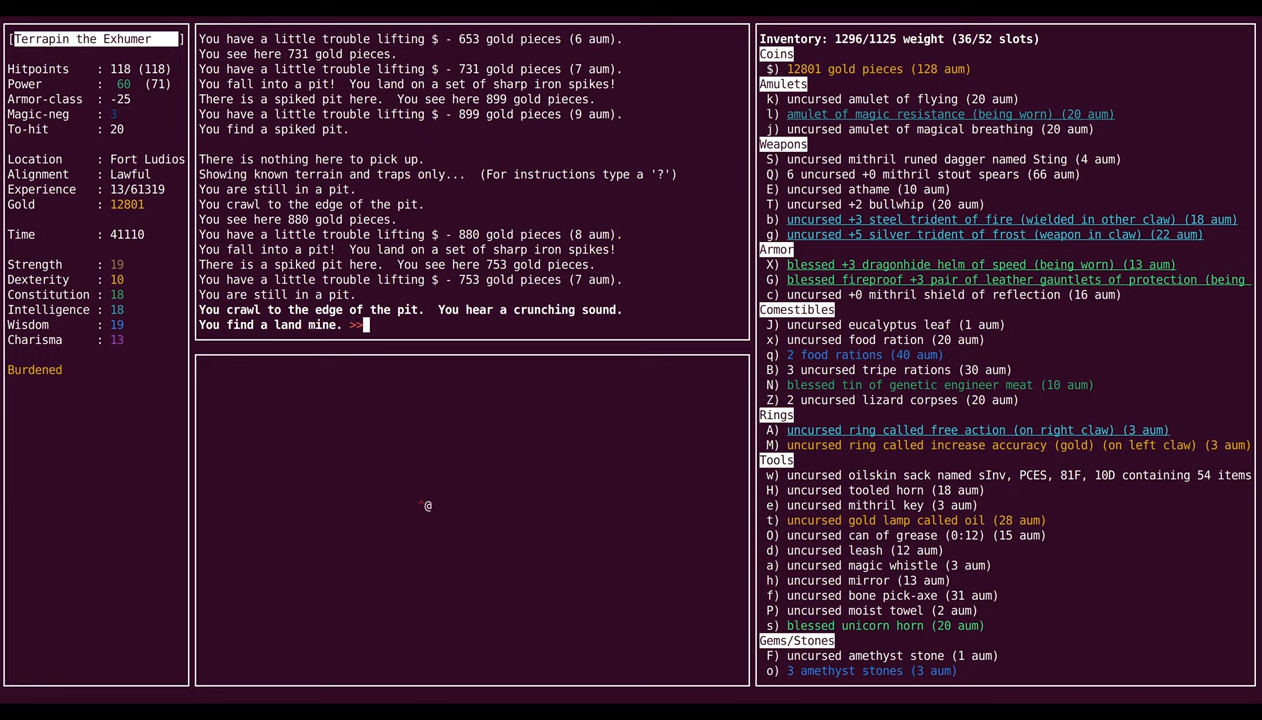 [Terrapin the Exhumer ]
Hitpoints : 118 (118)
Power : 60 (71)
Armor-class : -25
Magic-neg : 3
To-hit : 20
Location : Fort Ludios
Alignment : Lawful
Experience : 13/61319
Gold : 12801
Time : 41110
Strength : 19
Dexterity : 10
Constitution : 18
Intelligence : 18
Wisdom : 19
Charisma : 13
Burdened
You have a little trouble lifting $ - 653 gold pieces (6 aum).
You see here 731 gold pieces.
You have a little trouble lifting $ - 731 gold pieces (7 aum).
You fall into a pit! You land on a set of sharp iron spikes!
There is a spiked pit here. You see here 899 gold pieces.
You have a little trouble lifting $ - 899 gold pieces (9 aum).
You find a spiked pit.
There is nothing here to pick up.
Showing known terrain and traps only... (For instructions type a '?')
You are still in a pit.
You crawl to the edge of the pit.
You see here 880 gold pieces.
You have a little trouble lifting $ - 880 gold pieces (8 aum).
You fall into a pit! You land on a set of sharp iron spikes!
There is a spiked pit here. You see here 753 gold pieces.
You have a little trouble lifting $ - 753 gold pieces (7 aum).
You are still in a pit.
You crawl to the edge of the pit. You hear a crunching sound.
You find a land mine. >>
^@
Inventory: 1296/1125 weight (36/52 slots)
Coins
$) 12801 gold pieces (128 aum)
Amulets
k) uncursed amulet of flying (20 aum)
l) amulet of magic resistance (being worn) (20 aum)
j) uncursed amulet of magical breathing (20 aum)
Weapons
S) uncursed mithril runed dagger named Sting (4 aum)
Q) 6 uncursed +0 mithril stout spears (66 aum)
E) uncursed athame (10 aum)
T) uncursed +2 bullwhip (20 aum)
b) uncursed +3 steel trident of fire (wielded in other claw) (18 aum)
g) uncursed +5 silver trident of frost (weapon in claw) (22 aum)
Armor
X) blessed +3 dragonhide helm of speed (being worn) (13 aum)
G) blessed fireproof +3 pair of leather gauntlets of protection (being
c) uncursed +0 mithril shield of reflection (16 aum)
Comestibles
J) uncursed eucalyptus leaf (1 aum)
x) uncursed food ration (20 aum)
q) 2 food rations (40 aum)
B) 3 uncursed tripe rations (30 aum)
N) blessed tin of genetic engineer meat (10 aum)
Z) 2 uncursed lizard corpses (20 aum)
Rings
A) uncursed ring called free action (on right claw) (3 aum)
M) uncursed ring called increase accuracy (gold) (on left claw) (3 aum)
Tools
w) uncursed oilskin sack named sInv, PCES, 81F, 10D containing 54 items
H) uncursed tooled horn (18 aum)
e) uncursed mithril key (3 aum)
t) uncursed gold lamp called oil (28 aum)
O) uncursed can of grease (0:12) (15 aum)
d) uncursed leash (12 aum)
a) uncursed magic whistle (3 aum)
h) uncursed mirror (13 aum)
f) uncursed bone pick-axe (31 aum)
P) uncursed moist towel (2 aum)
s) blessed unicorn horn (20 aum)
Gems/Stones
F) uncursed amethyst stone (1 aum)
o) 3 amethyst stones (3 aum)